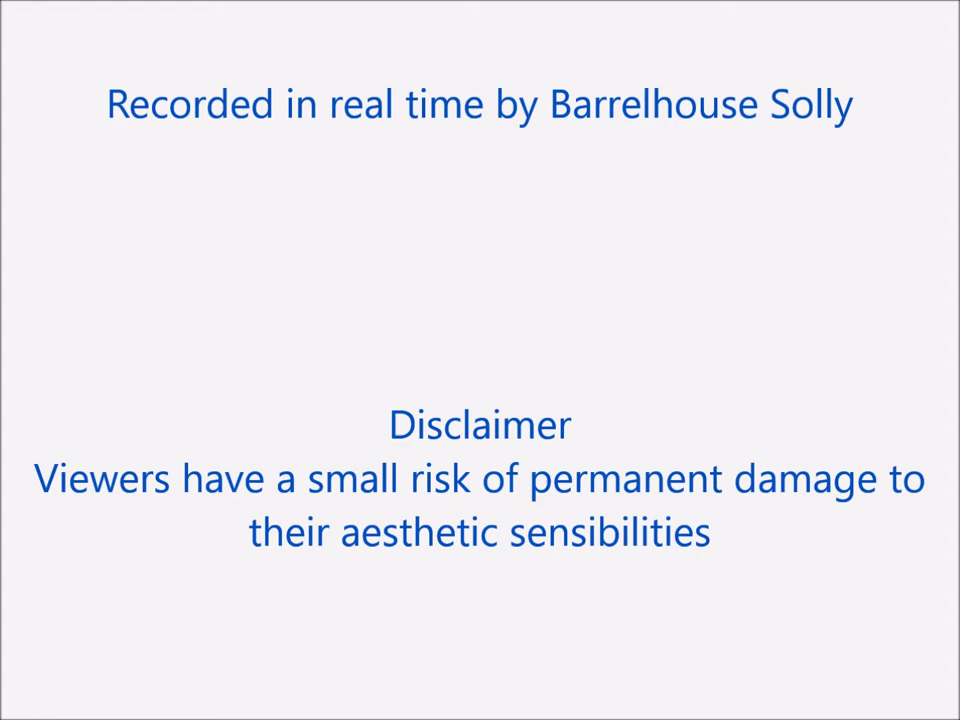 Recorded in real time by Barrelhouse Solly
Disclaimer
Viewers have a small risk of permanent damage to
their aesthetic sensibilities